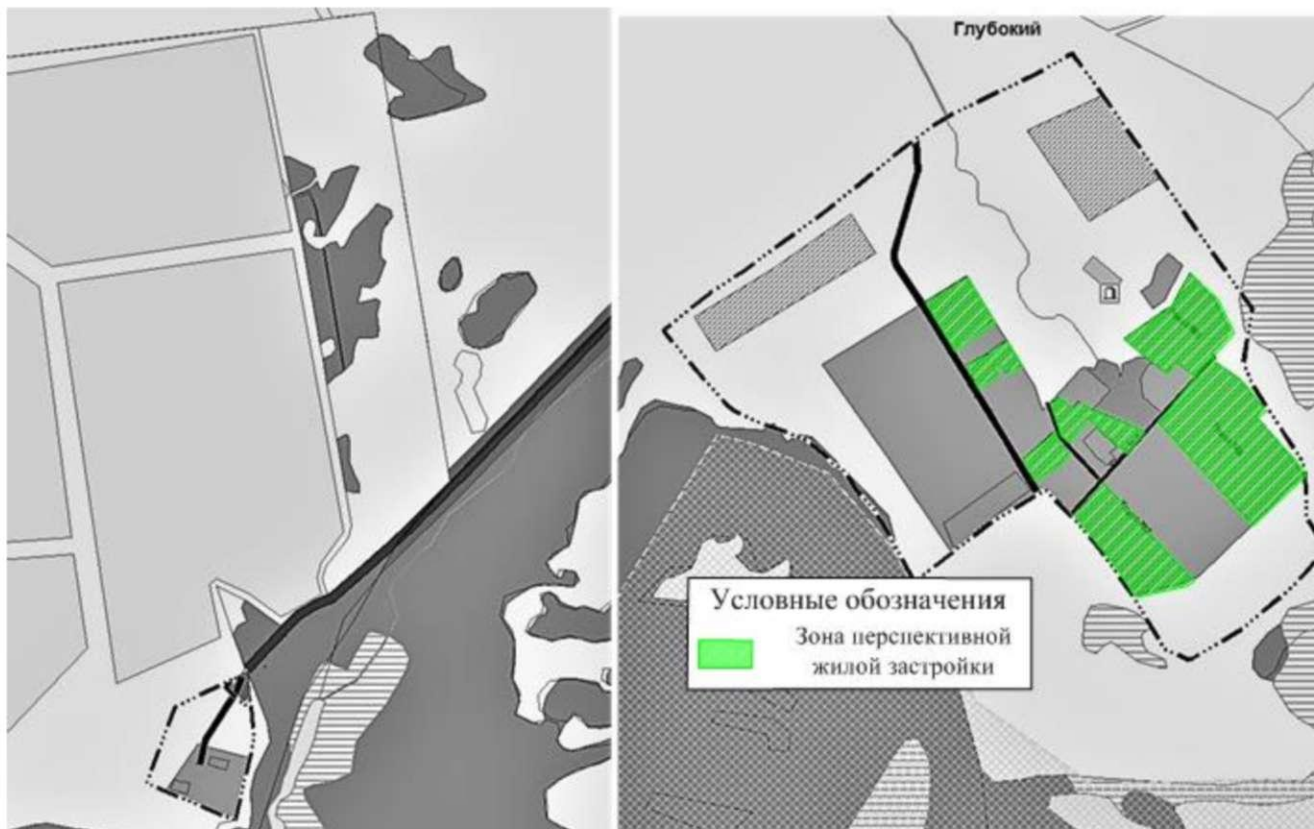 Глубокий
Условные обозначения
Зона перспективной
жилой застройки